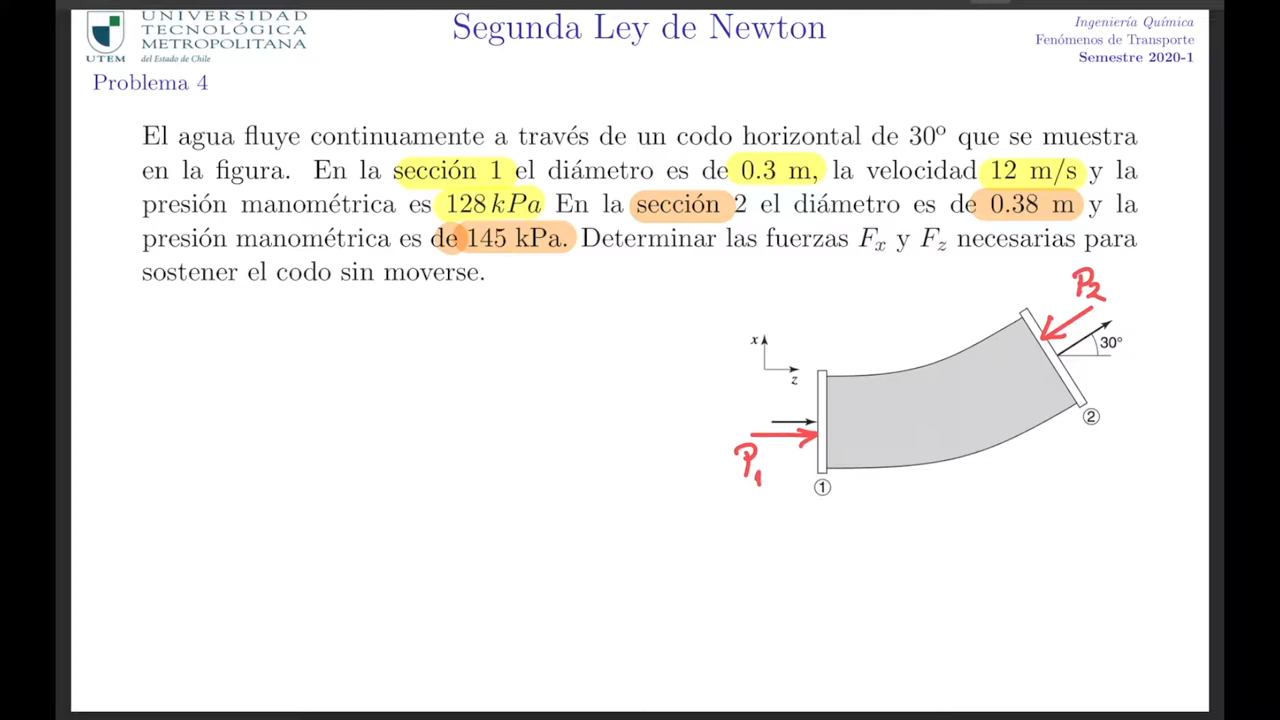 UNIVERSIDAD
TECNOLÓGICA
METROPOLITANA
UTEM
del Estado de Chile
Segunda Ley de Newton
Ingeniería Química
Fenómenos de Transporte
Semestre 2020-1
Problema 4
El agua fluye continuamente a través de un codo horizontal de 30º que se muestra
en la figura. En la sección 1 el diámetro es de 0.3 m, la velocidad 12 m/s y la
presión manométrica es 128 kPa En la sección 2 el diámetro es de 0.38 m y la
presión manométrica es de 145 kPa. Determinar las fuerzas Fx y Fz necesarias para
sostener el codo sin moverse.
P2
x
30°
z
2
P1
1